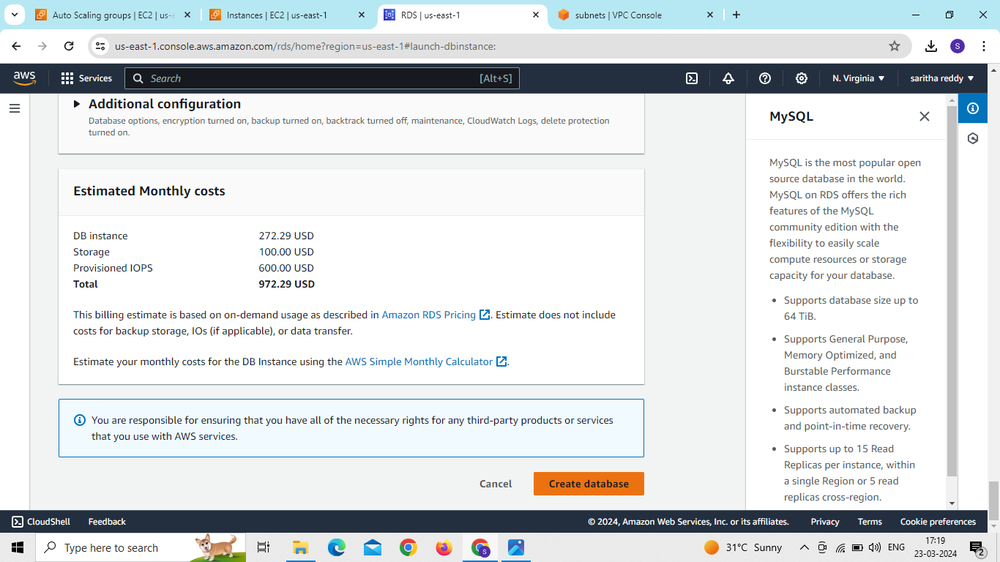 Auto Scaling groups | EC2 | us-e
Instances | EC2 | us-east-1
RDS | us-east-1
subnets | VPC Console
us-east-1.console.aws.amazon.com/rds/home?region=us-east-1#launch-dbinstance:
S
aws
Services
Search
[Alt+S]
N. Virginia
saritha reddy
Additional configuration
Database options, encryption turned on, backup turned on, backtrack turned off, maintenance, CloudWatch Logs, delete protection
turned on.
Estimated Monthly costs
DB instance 272.29 USD
Storage 100.00 USD
Provisioned IOPS 600.00 USD
Total 972.29 USD
This billing estimate is based on on-demand usage as described in Amazon RDS Pricing. Estimate does not include
costs for backup storage, IOs (if applicable), or data transfer.
Estimate your monthly costs for the DB Instance using the AWS Simple Monthly Calculator.
You are responsible for ensuring that you have all of the necessary rights for any third-party products or services
that you use with AWS services.
Cancel
Create database
MySQL
MySQL is the most popular open
source database in the world.
MySQL on RDS offers the rich
features of the MySQL
community edition with the
flexibility to easily scale
compute resources or storage
capacity for your database.
• Supports database size up to
64 TiB.
• Supports General Purpose,
Memory Optimized, and
Burstable Performance
instance classes.
• Supports automated backup
and point-in-time recovery.
• Supports up to 15 Read
Replicas per instance, within
a single Region or 5 read
replicas cross-region.
CloudShell
Feedback
© 2024, Amazon Web Services, Inc. or its affiliates.
Privacy
Terms
Cookie preferences
Type here to search
S
31°C Sunny
ENG
17:19
23-03-2024
2